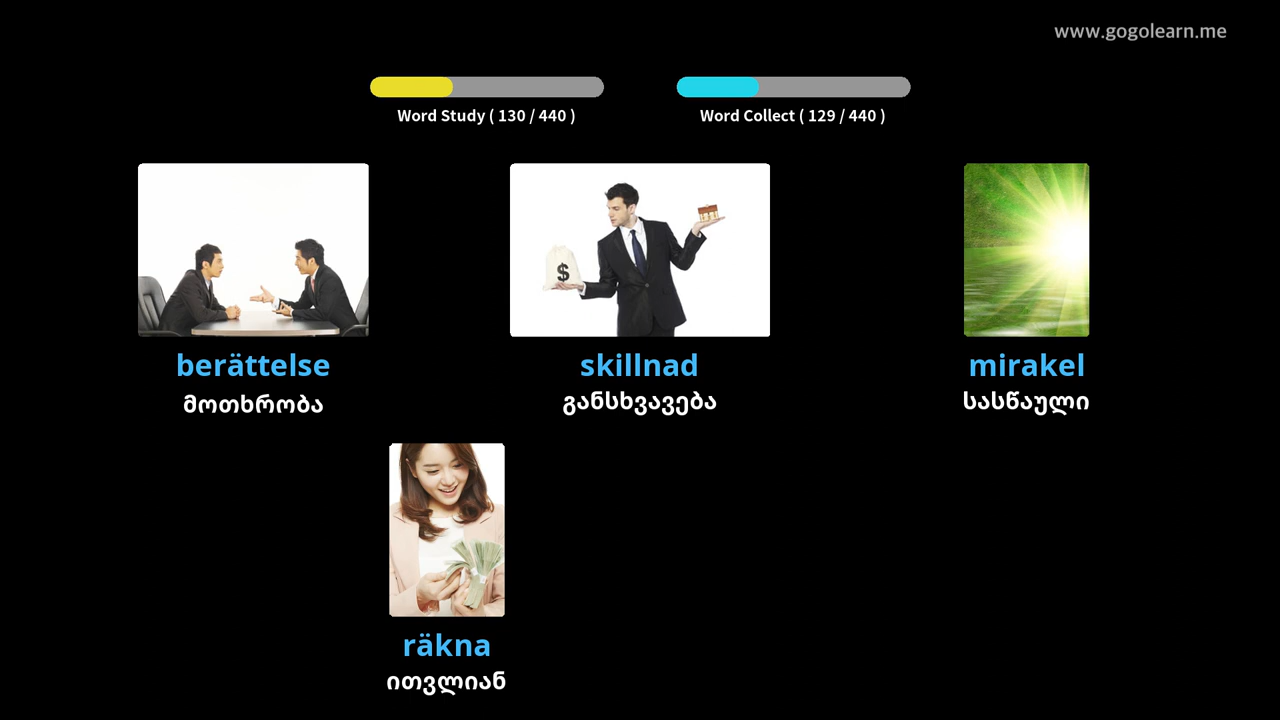 www.gogolearn.me
Word Study ( 130 / 440 )
Word Collect ( 129 / 440 )
$
berättelse
მოთხრობა
skillnad
განსხვავება
mirakel
სასწაული
räkna
ითვლიან